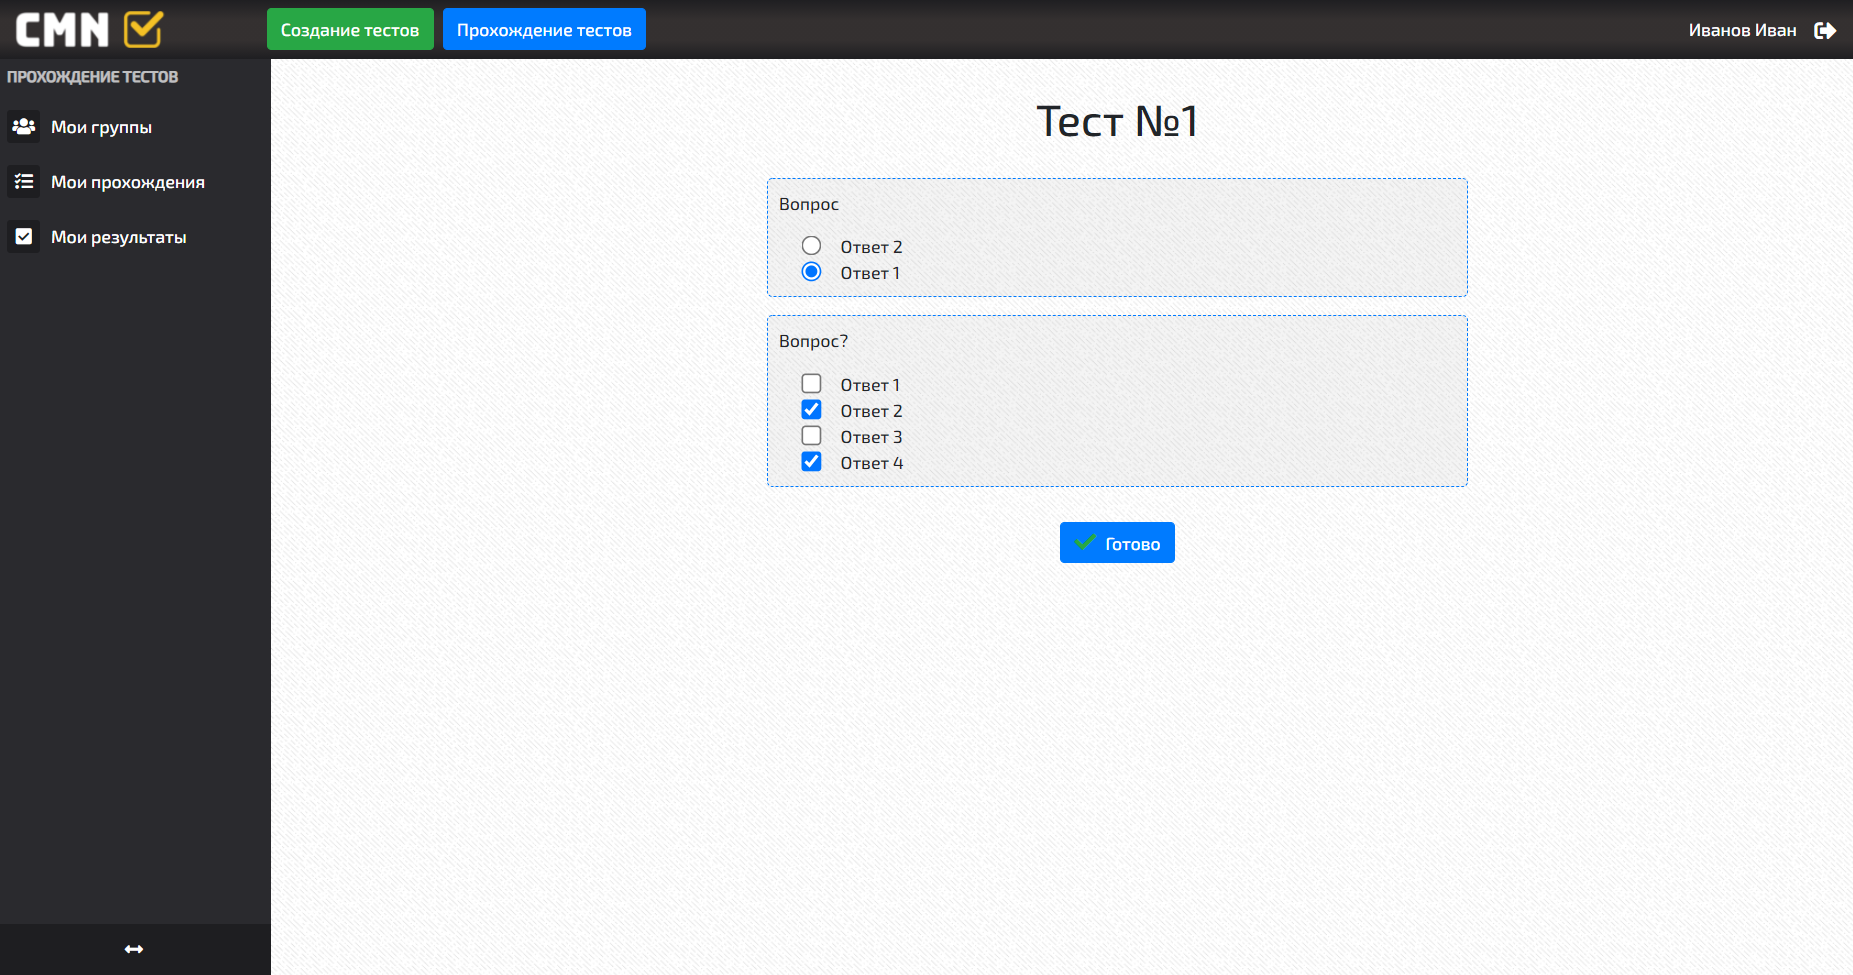 CMN
Создание тестов
Прохождение тестов
Иванов Иван
ПРОХОЖДЕНИЕ ТЕСТОВ
Мои группы
Мои прохождения
Мои результаты
Тест №1
Вопрос
Ответ 2
Ответ 1
Вопрос?
Ответ 1
Ответ 2
Ответ 3
Ответ 4
Готово